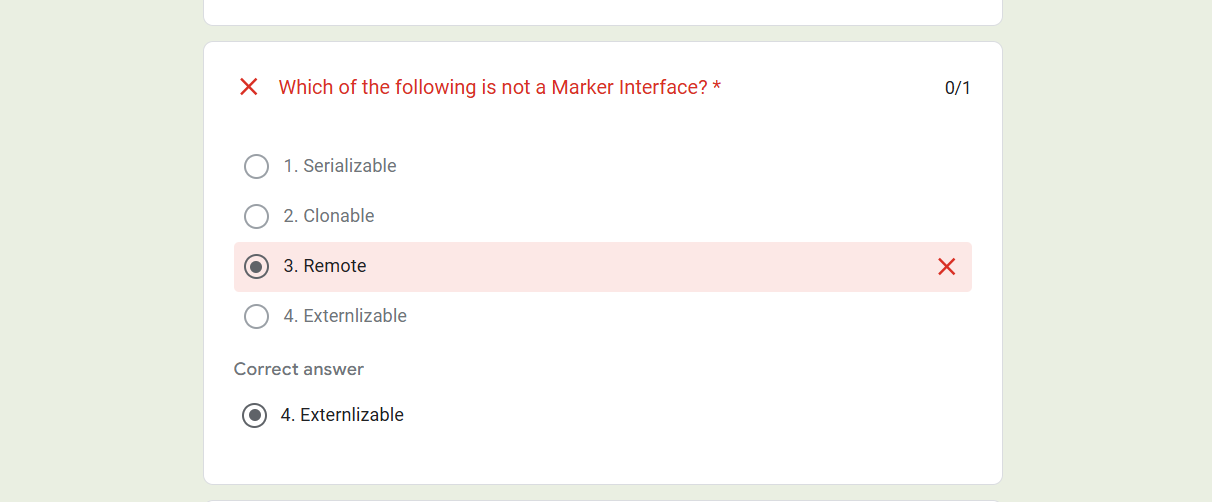 Which of the following is not a Marker Interface? *
0/1
1. Serializable
2. Clonable
3. Remote
4. Externlizable
Correct answer
4. Externlizable